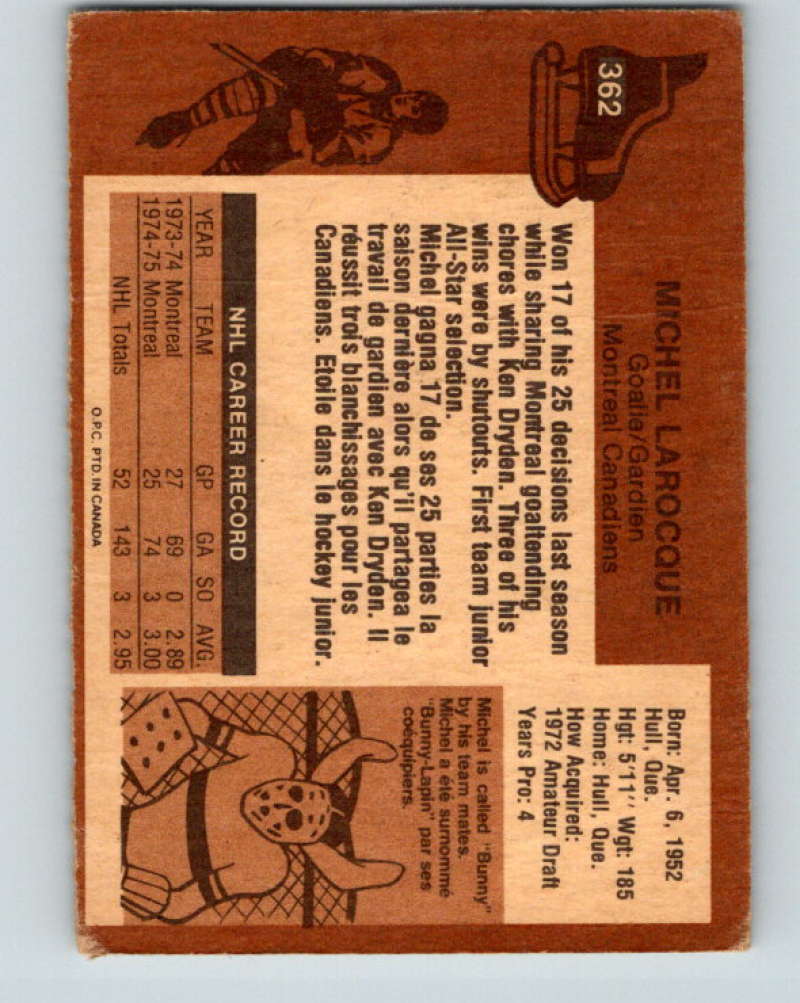 362
MICHEL LAROCQUE
Goalie/Gardien
Montreal Canadiens
Born: Apr. 6, 1952
Hull, Que.
Hgt: 5'11'' Wgt: 185
Home: Hull, Que.
How Acquired:
1972 Amateur Draft
Years Pro: 4
Won 17 of his 25 decisions last season
while sharing Montreal goaltending
chores with Ken Dryden. Three of his
wins were by shutouts. First team junior
All-Star selection.
Michel gagna 17 de ses 25 parties la
saison dernière alors qu'il partagea le
travail de gardien avec Ken Dryden. Il
réussit trois blanchissages pour les
Canadiens. Etoile dans le hockey junior.
NHL CAREER RECORD
YEAR TEAM GP GA SO AVG.
1973-74 Montreal 27 69 0 2.89
1974-75 Montreal 25 74 3 3.00
NHL Totals 52 143 3 2.95
Michel is called "Bunny"
by his team mates.
Michel a été surnommé
"Bunny-Lapin" par ses
coéquipiers.
O.P.C. PTD. IN CANADA